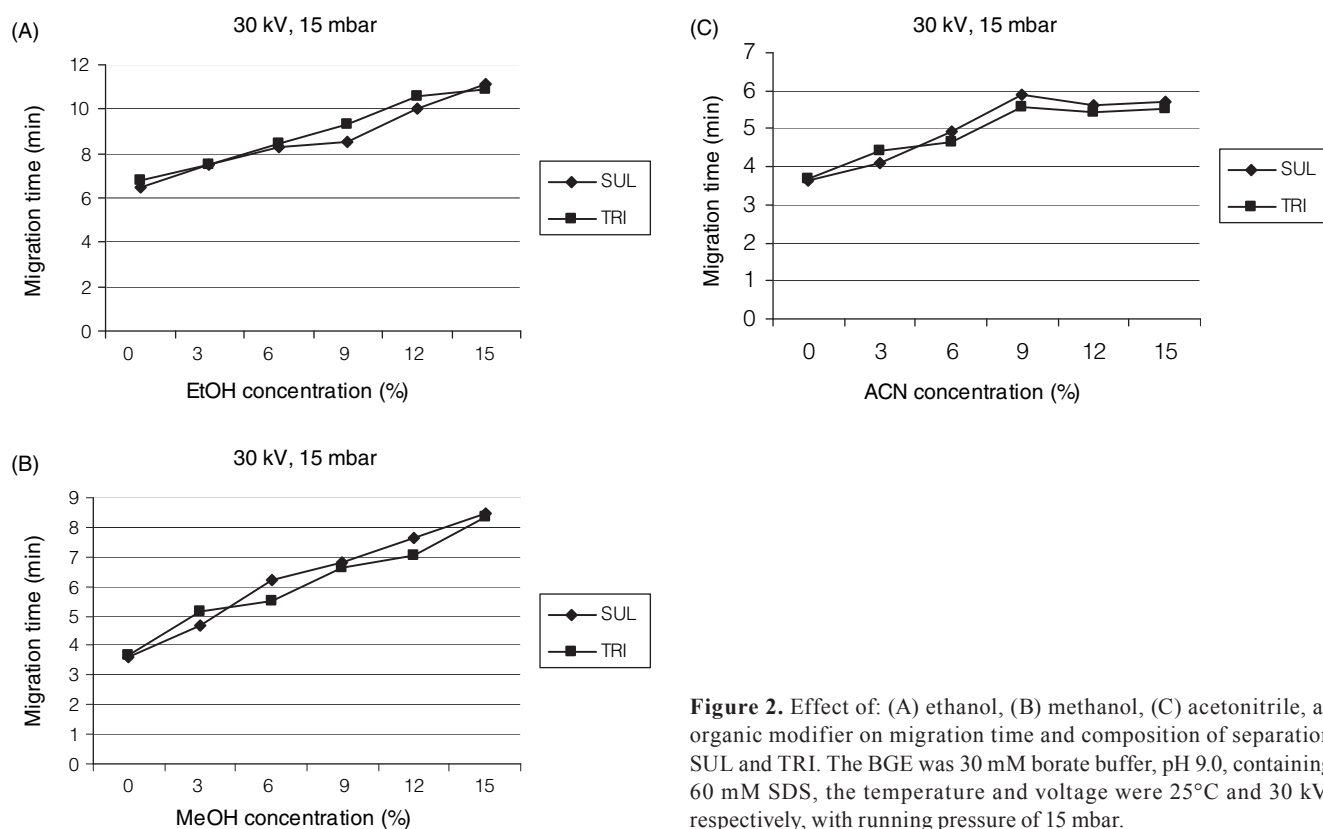 (A)
30 kV, 15 mbar
12
10
8
6
4
2
0
Migration time (min)
0 3 6 9 12 15
EtOH concentration (%)
SUL
TRI
(B)
30 kV, 15 mbar
9
8
7
6
5
4
3
2
1
0
Migration time (min)
0 3 6 9 12 15
MeOH concentration (%)
SUL
TRI
(C)
30 kV, 15 mbar
7
6
5
4
3
2
1
0
Migration time (min)
0 3 6 9 12 15
ACN concentration (%)
SUL
TRI
Figure 2. Effect of: (A) ethanol, (B) methanol, (C) acetonitrile, a
organic modifier on migration time and composition of separation
SUL and TRI. The BGE was 30 mM borate buffer, pH 9.0, containing
60 mM SDS, the temperature and voltage were 25°C and 30 kV
respectively, with running pressure of 15 mbar.